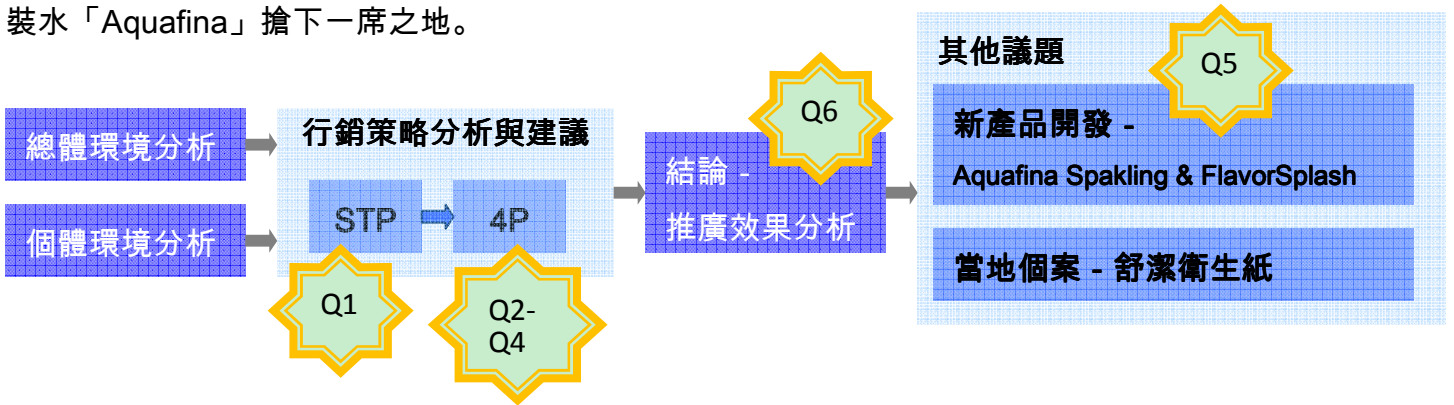 裝水「Aquafina」搶下一席之地。
總體環境分析
個體環境分析
行銷策略分析與建議
STP
4P
Q1
Q2-
Q4
Q6
結論 -
推廣效果分析
其他議題
Q5
新產品開發 -
Aquafina Spakling & FlavorSplash
當地個案 - 舒潔衛生紙